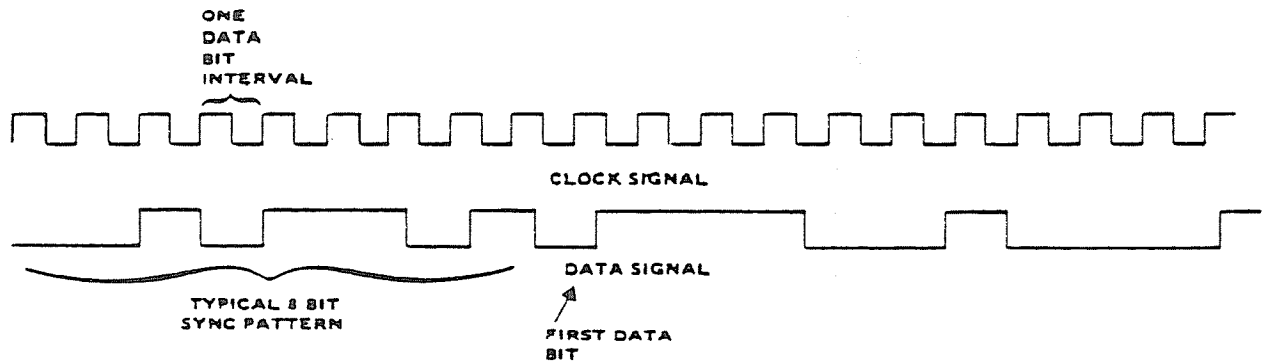 ONE
DATA
BIT
INTERVAL
CLOCK SIGNAL
DATA SIGNAL
TYPICAL 8 BIT
SYNC PATTERN
FIRST DATA
BIT